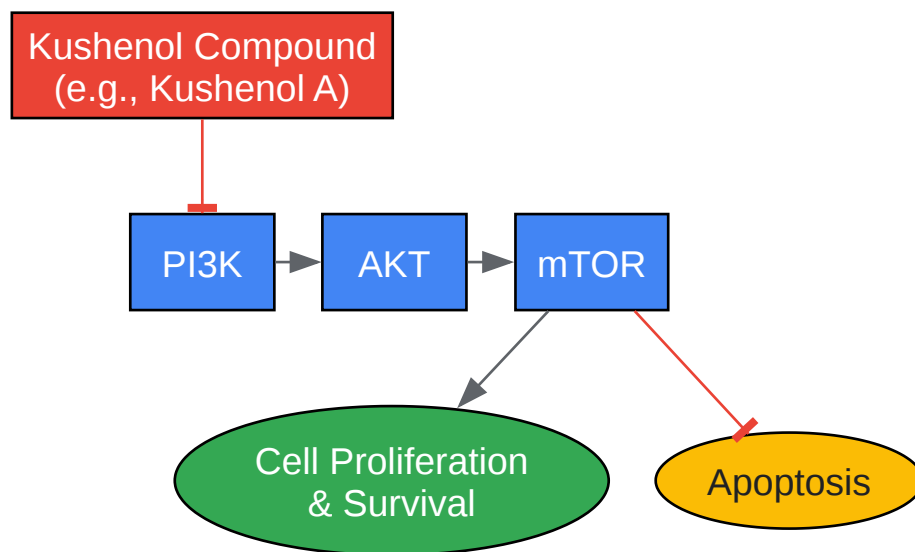 Kushenol Compound
(e.g., Kushenol A)
PI3K
AKT
mTOR
Cell Proliferation
& Survival
Apoptosis